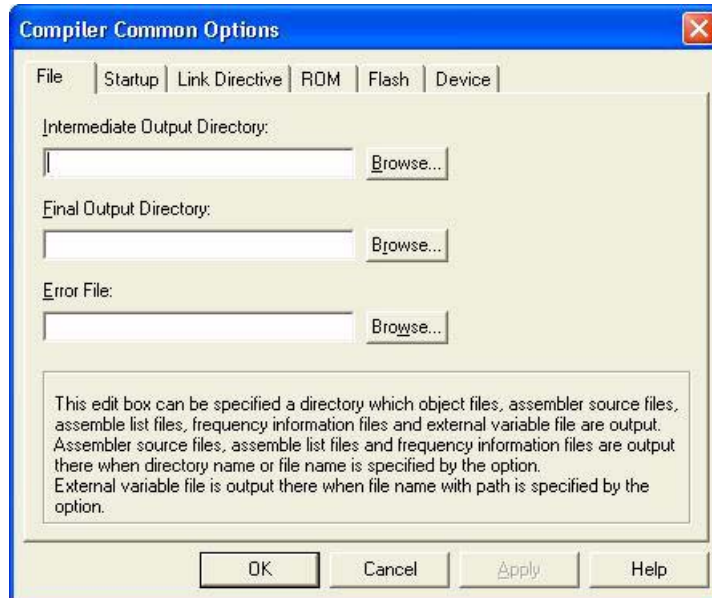 Compiler Common Options
File Startup Link Directive ROM Flash Device
Intermediate Output Directory:
Browse...
Final Output Directory:
Browse...
Error File:
Browse...
This edit box can be specified a directory which object files, assembler source files,
assemble list files, frequency information files and external variable file are output.
Assembler source files, assemble list files and frequency information files are output
there when directory name or file name is specified by the option.
External variable file is output there when file name with path is specified by the
option.
OK Cancel Apply Help